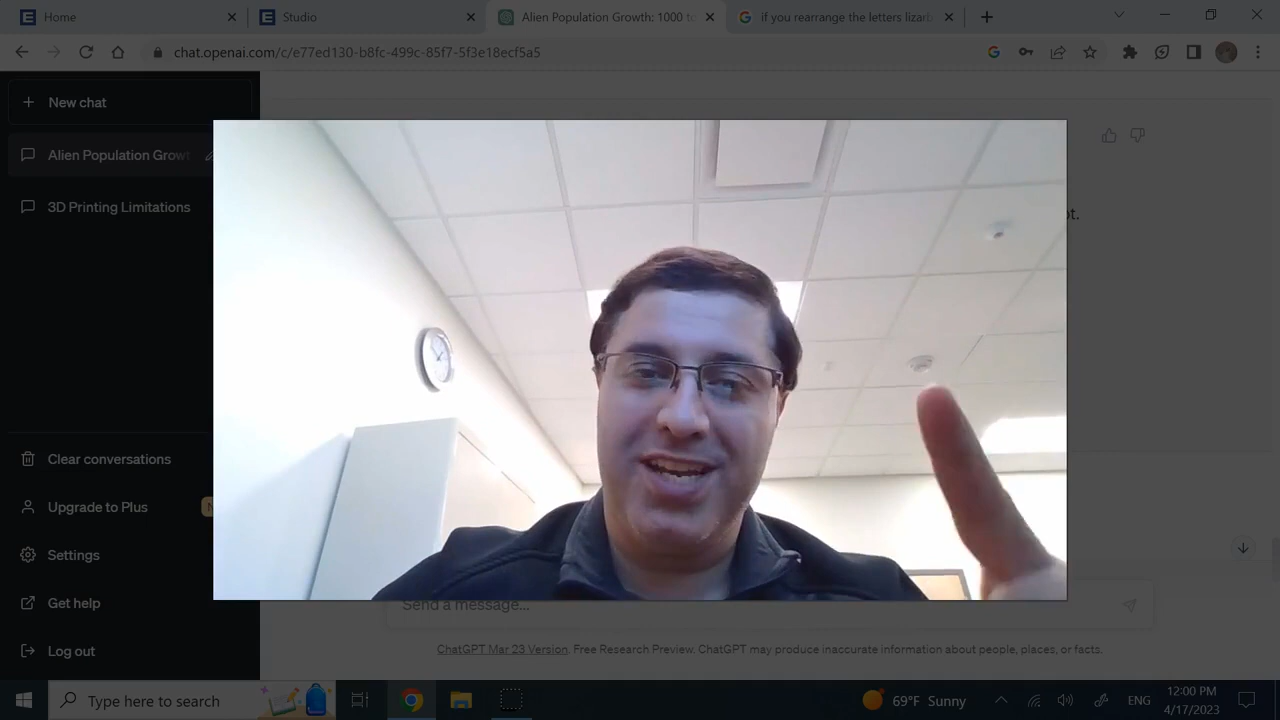 Home
Studio
Alien Population Growth: 1000 to
if you rearrange the letters lizarb
chat.openai.com/c/e77ed130-b8fc-499c-85f7-5f3e18ecf5a5
New chat
Alien Population Growt
3D Printing Limitations
Clear conversations
Upgrade to Plus
Settings
Get help
Log out
Send a message...
ChatGPT Mar 23 Version. Free Research Preview. ChatGPT may produce inaccurate information about people, places, or facts.
Type here to search
69°F Sunny
ENG
12:00 PM
4/17/2023